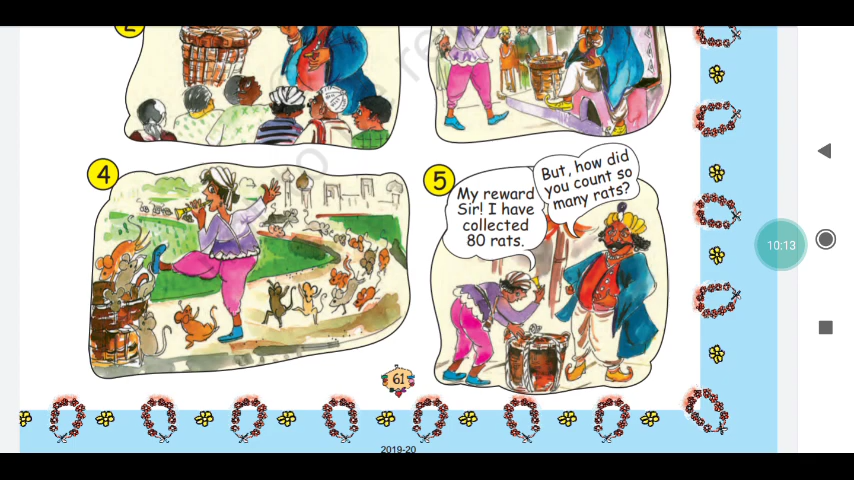 2
4
5
My reward
Sir! I have
collected
80 rats.
But, how did
you count so
many rats?
61
10:13
2019-20